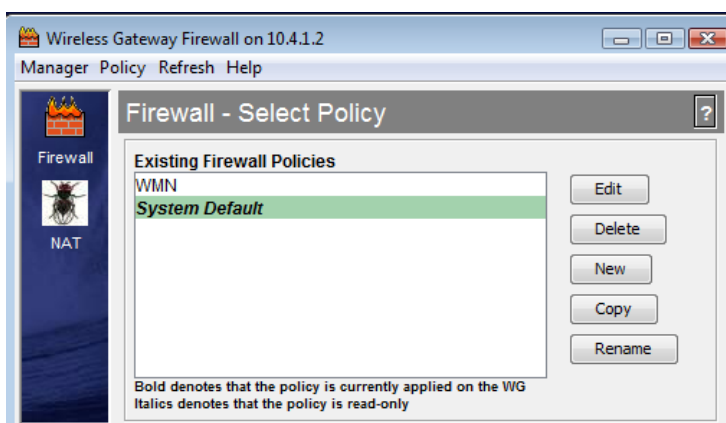 Wireless Gateway Firewall on 10.4.1.2
Manager Policy Refresh Help
Firewall - Select Policy ?
Firewall
NAT
Existing Firewall Policies
WMN
System Default
Edit
Delete
New
Copy
Rename
Bold denotes that the policy is currently applied on the WG
Italics denotes that the policy is read-only